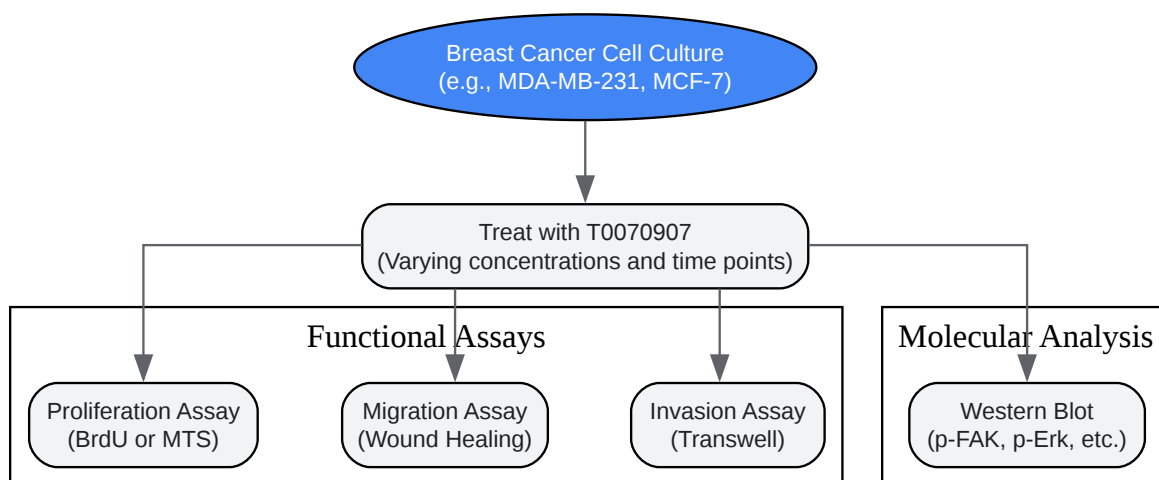 Breast Cancer Cell Culture
(e.g., MDA-MB-231, MCF-7)
Treat with T0070907
(Varying concentrations and time points)
Functional Assays
Molecular Analysis
Proliferation Assay
(BrdU or MTS)
Migration Assay
(Wound Healing)
Invasion Assay
(Transwell)
Western Blot
(p-FAK, p-Erk, etc.)